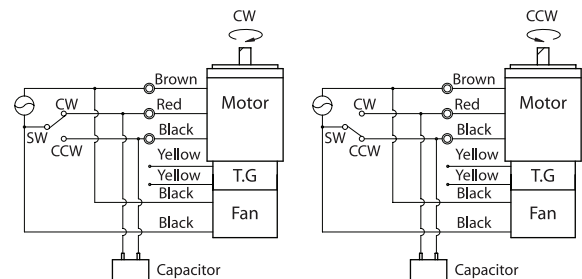 CW
Brown
CW
Red
Motor
SW
Black
CCW
Yellow
Yellow
T.G
Black
Fan
Black
Capacitor
CCW
Brown
CW
Red
Motor
SW
Black
CCW
Yellow
Yellow
T.G
Black
Fan
Black
Capacitor